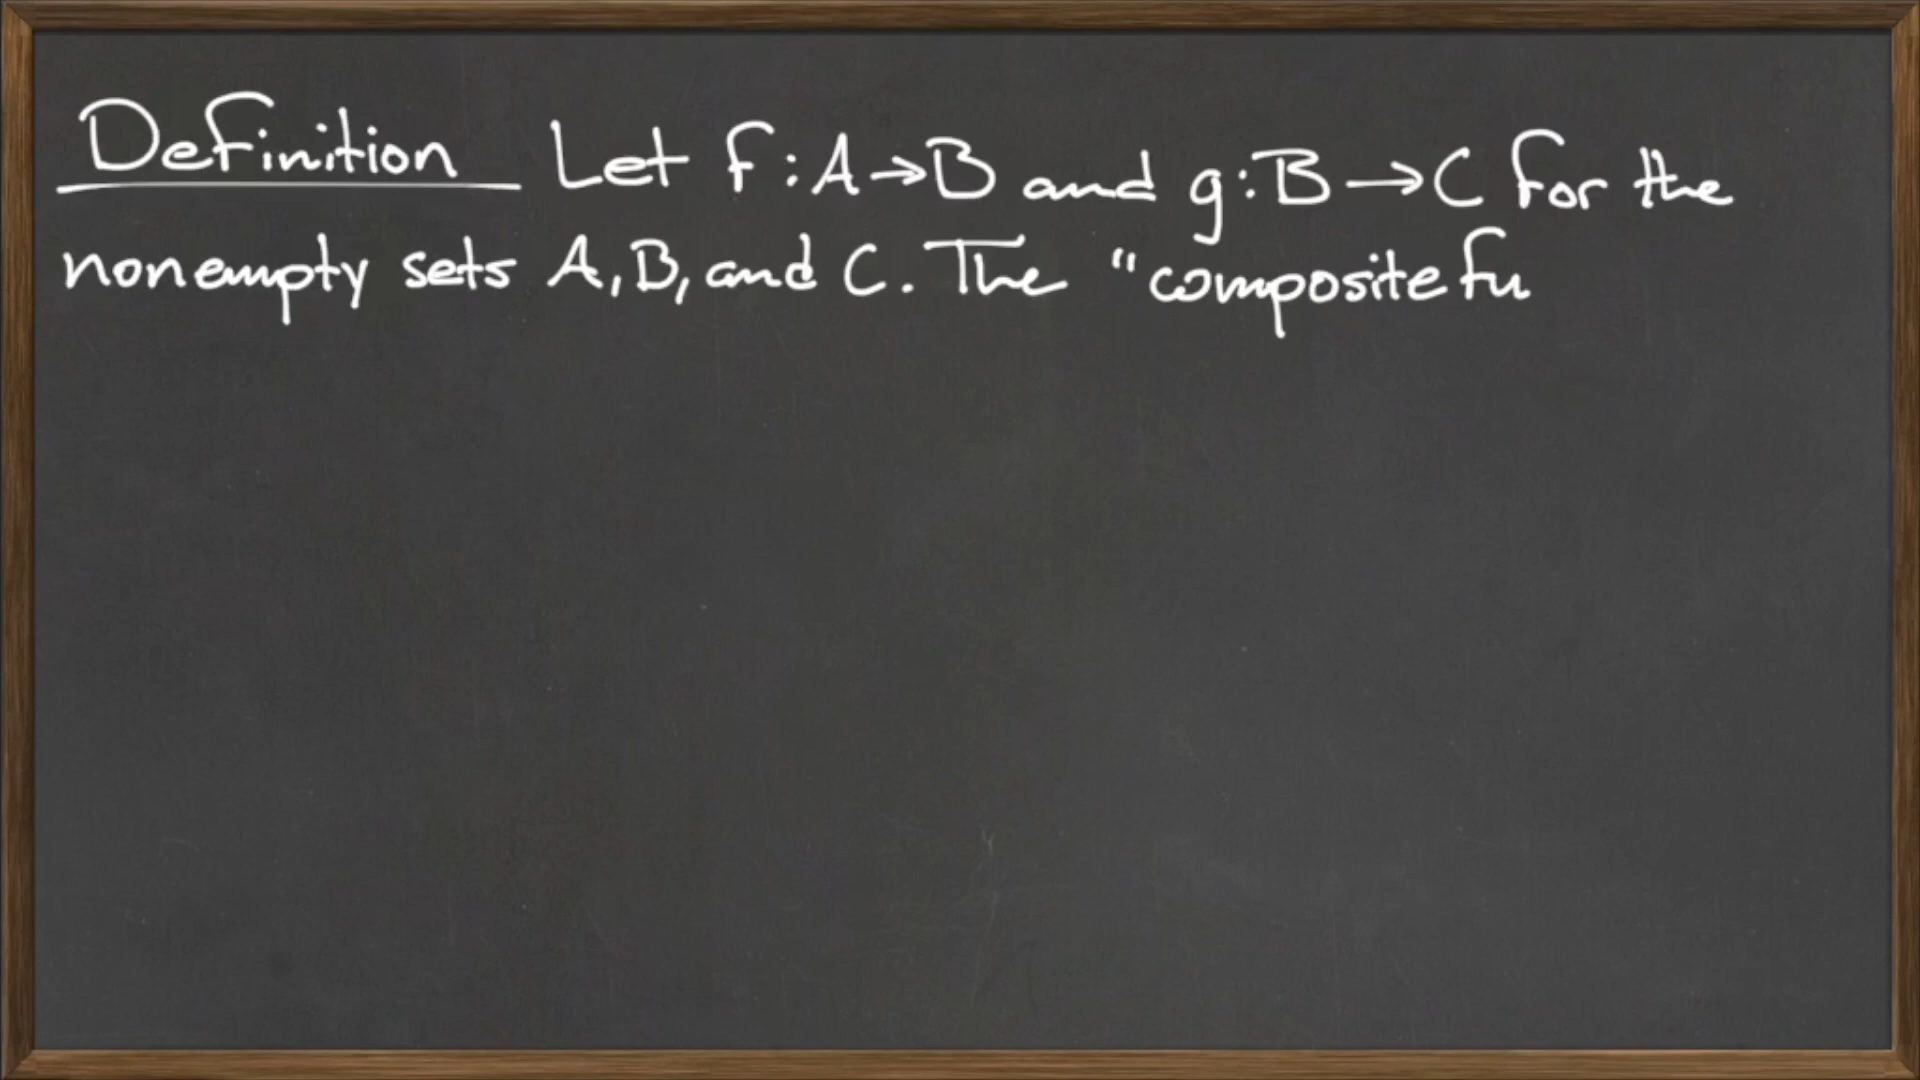 Definition Let f:A→B and g:B→C for the
nonempty sets A, B, and C. The "composite fu